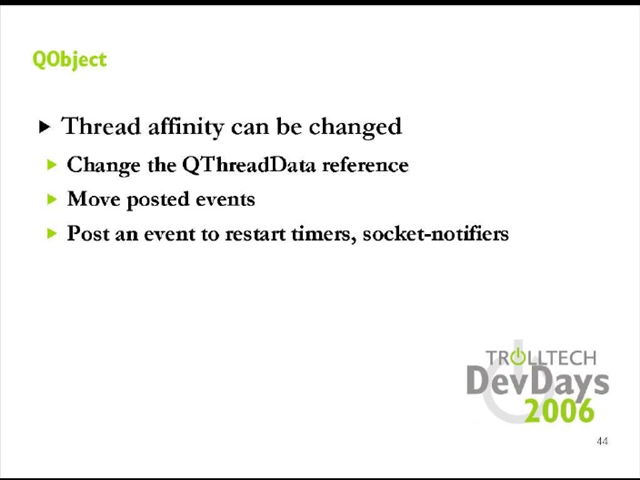 QObject
Thread affinity can be changed
Change the QThreadData reference
Move posted events
Post an event to restart timers, socket-notifiers
TROLLTECH
DevDays
2006
44